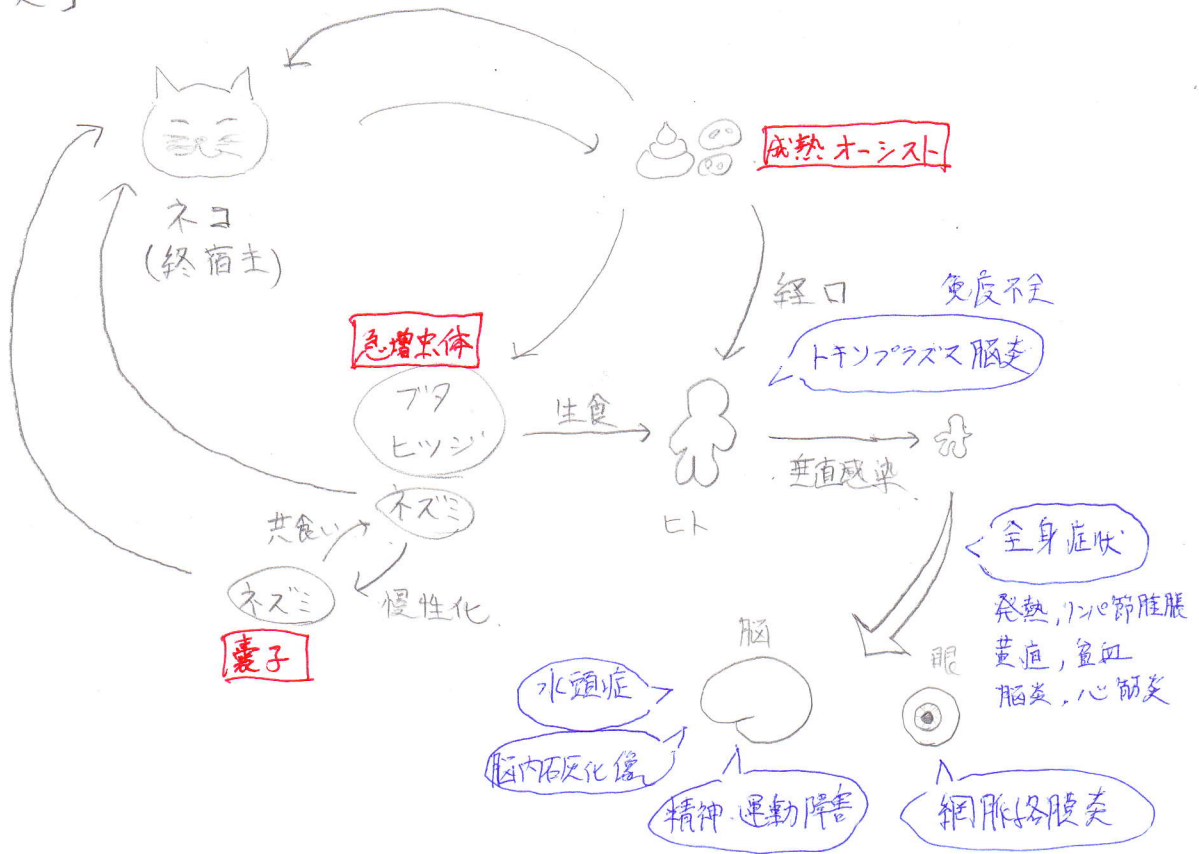 成熟オーシスト
ネコ
(終宿主)
経口
免疫不全
急増虫体
トキソプラズマ脳炎
ブタ
ヒツジ
生食
垂直感染
ネズミ
ヒト
共食い
全身症状
ネズミ
慢性化
発熱,リンパ節腫脹
黄疸,貧血
脳炎,心筋炎
嚢子
脳
眼
水頭症
脳内石灰化像
精神・運動障害
網脈絡膜炎